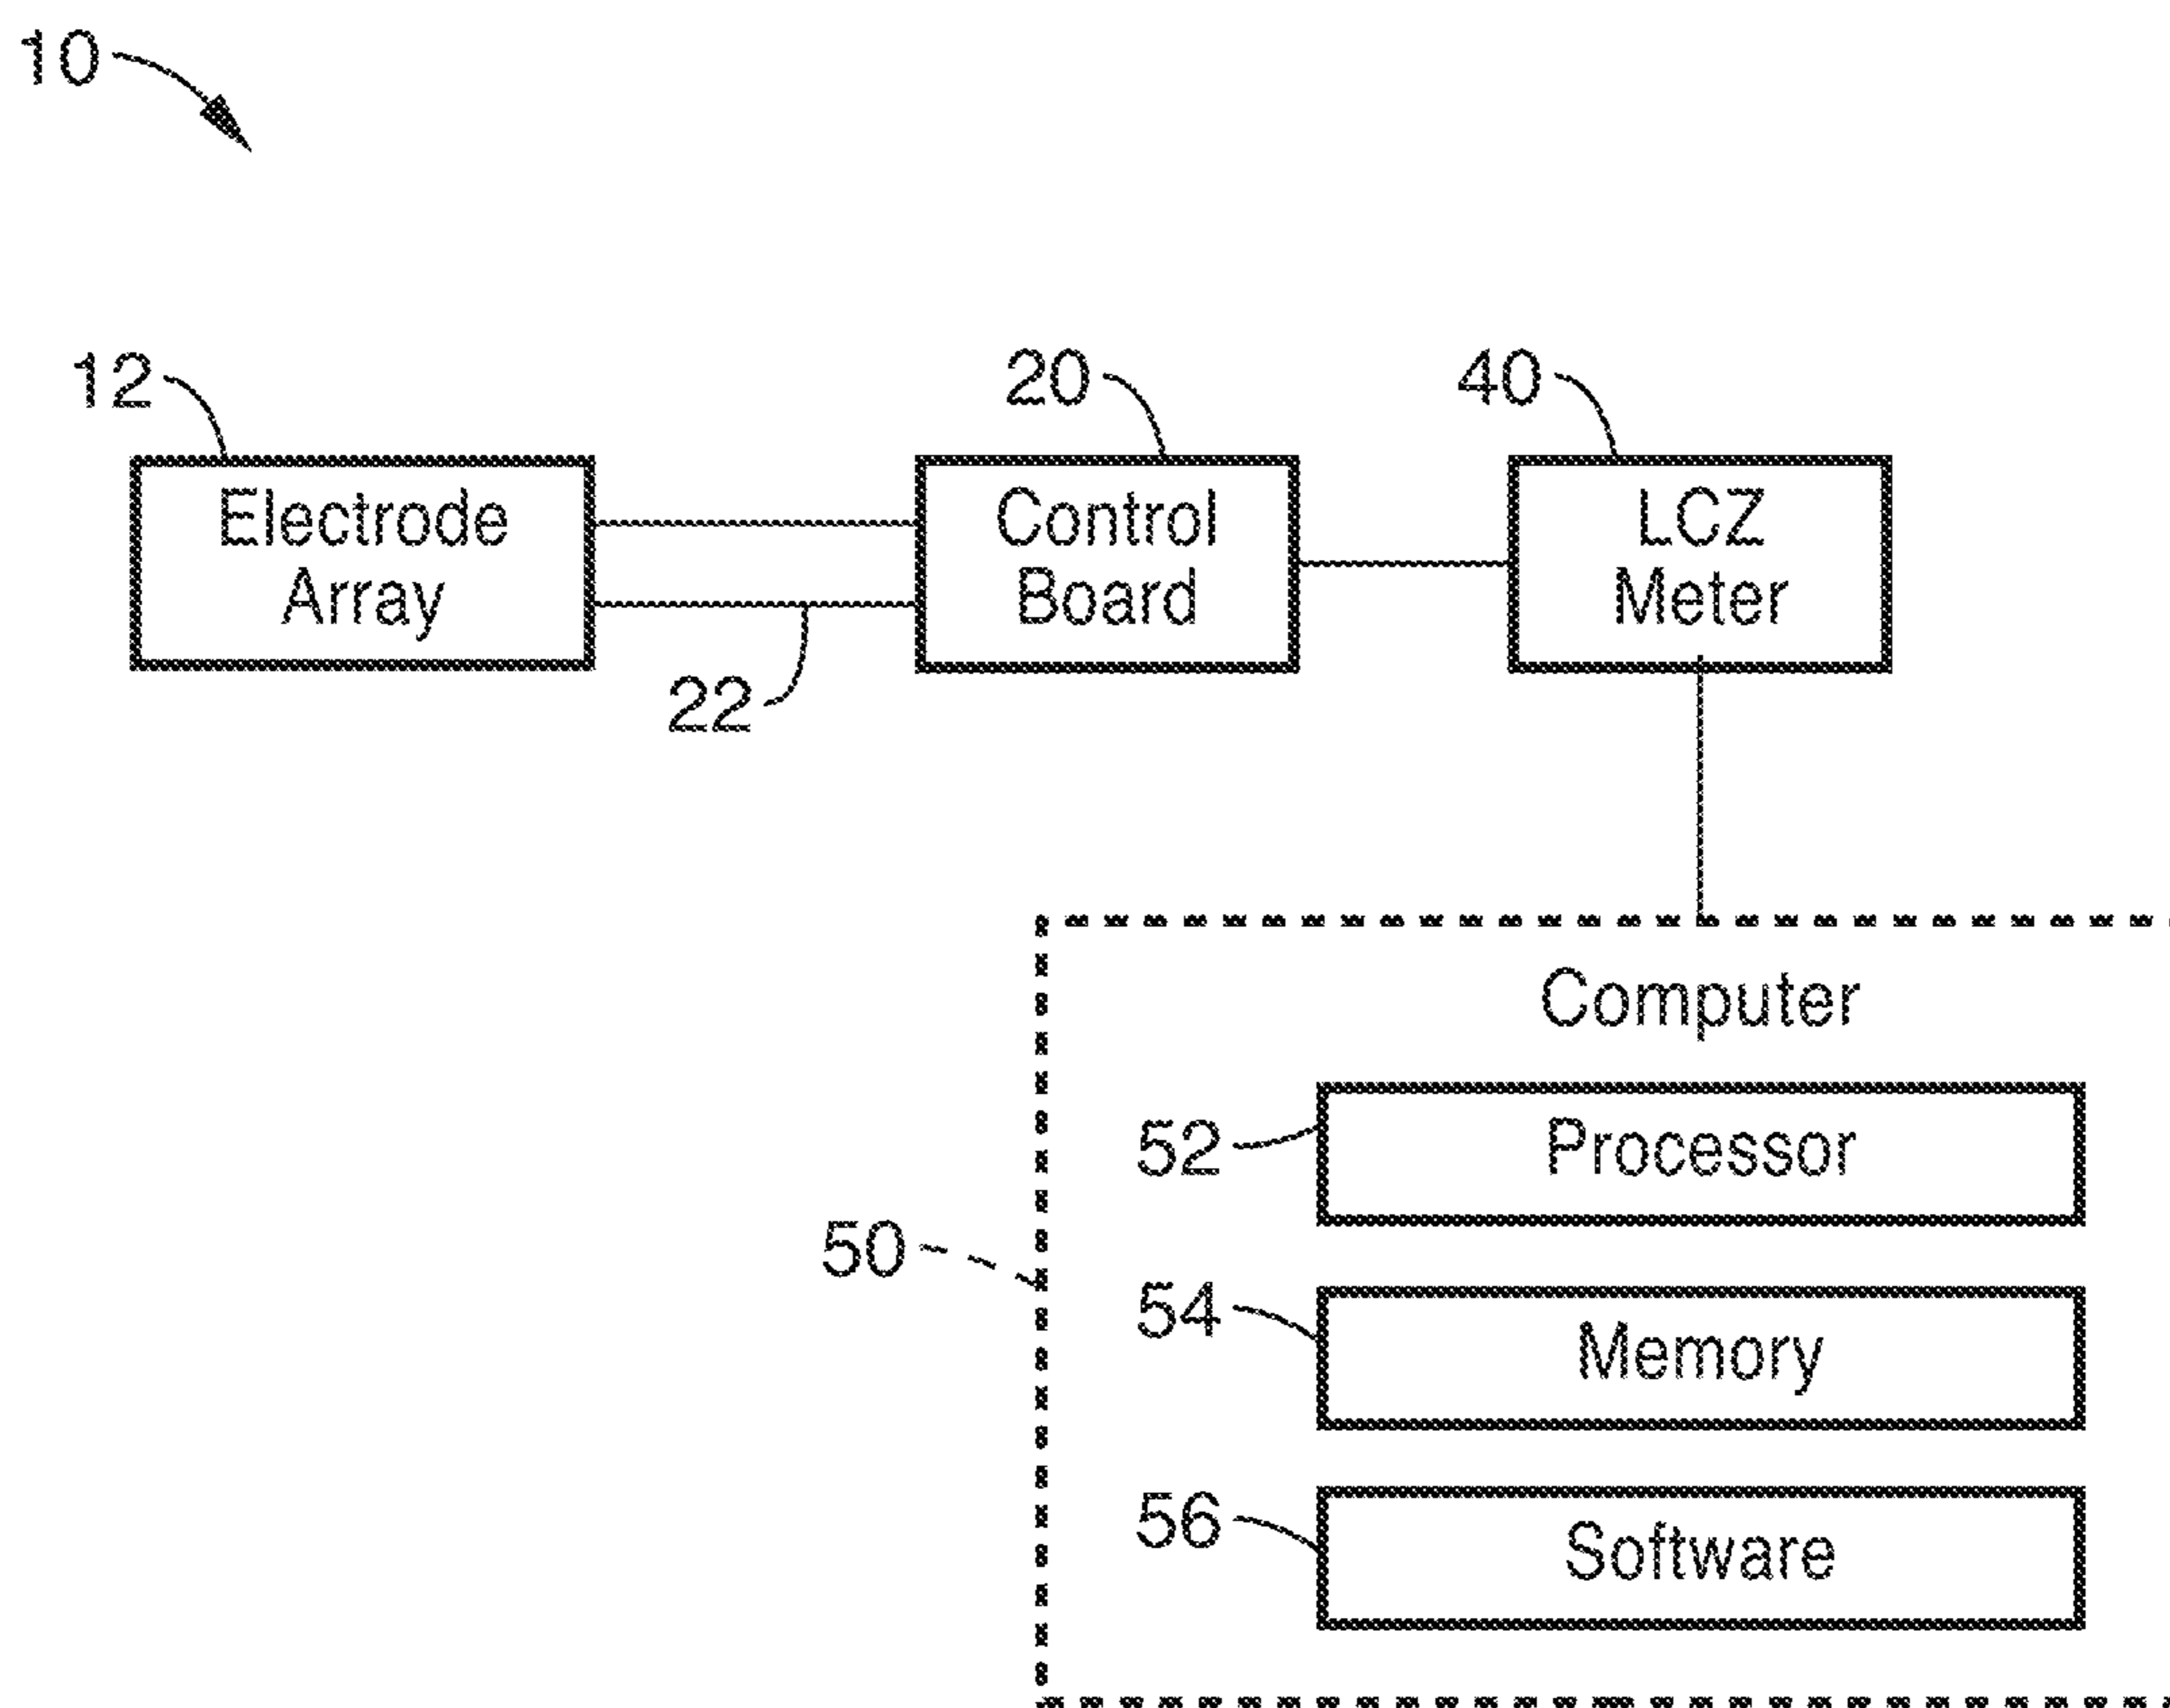 10
12
20
40
Electrode
Array
Control
Board
LCZ
Meter
22
Computer
52
Processor
50
54
Memory
56
Software